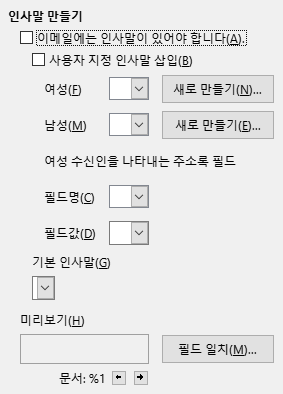 인사말 만들기
이메일에는 인사말이 있어야 합니다(A).
사용자 지정 인사말 삽입(B)
여성(F) 새로 만들기(N)...
남성(M) 새로 만들기(E)...
여성 수신인을 나타내는 주소록 필드
필드명(C)
필드값(D)
기본 인사말(G)
미리보기(H)
필드 일치(M)...
문서: %1